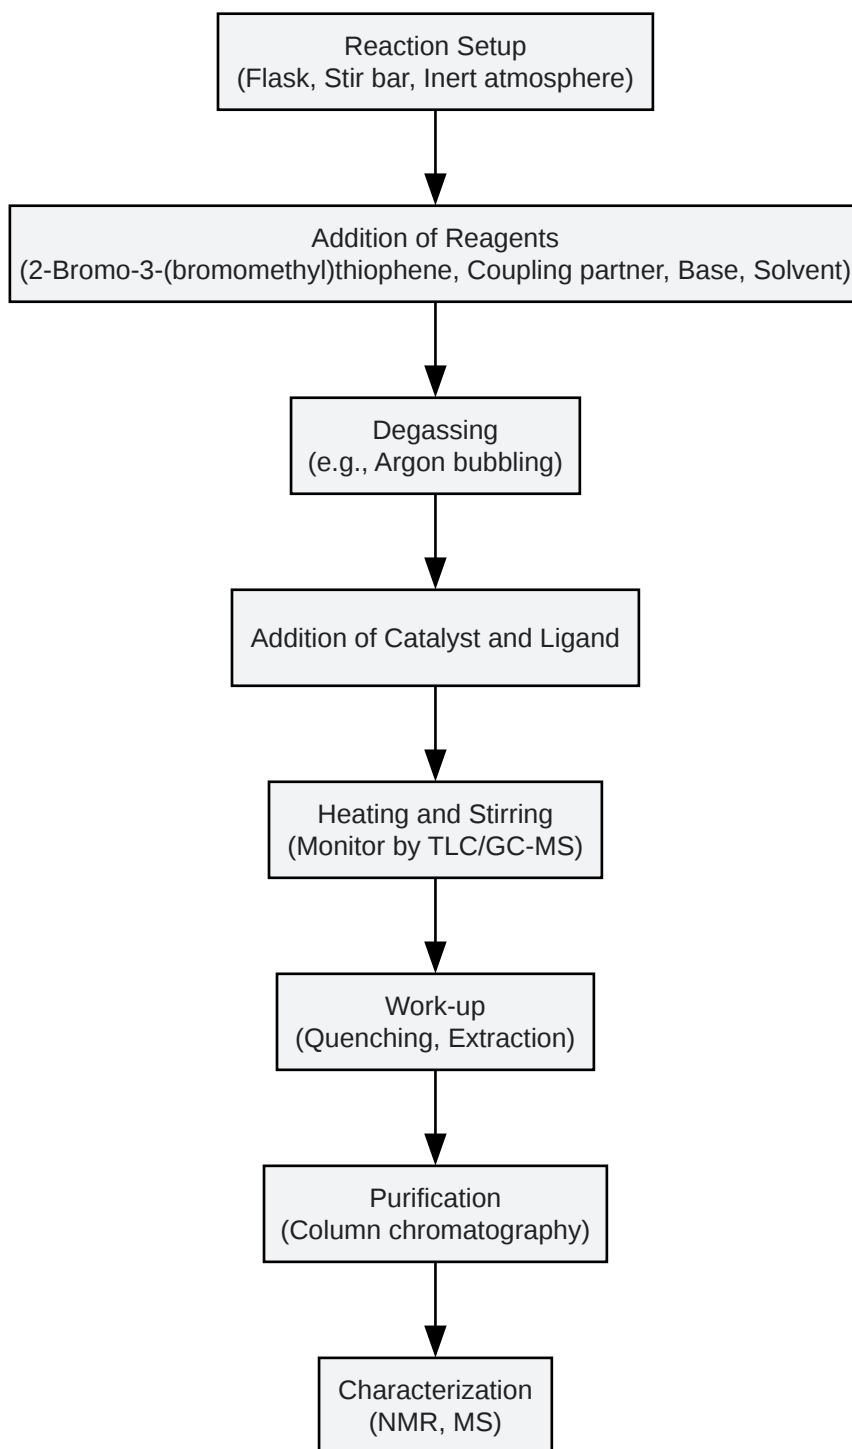 Reaction Setup
(Flask, Stir bar, Inert atmosphere)
Addition of Reagents
(2-Bromo-3-(bromomethyl)thiophene, Coupling partner, Base, Solvent)
Degassing
(e.g., Argon bubbling)
Addition of Catalyst and Ligand
Heating and Stirring
(Monitor by TLC/GC-MS)
Work-up
(Quenching, Extraction)
Purification
(Column chromatography)
Characterization
(NMR, MS)